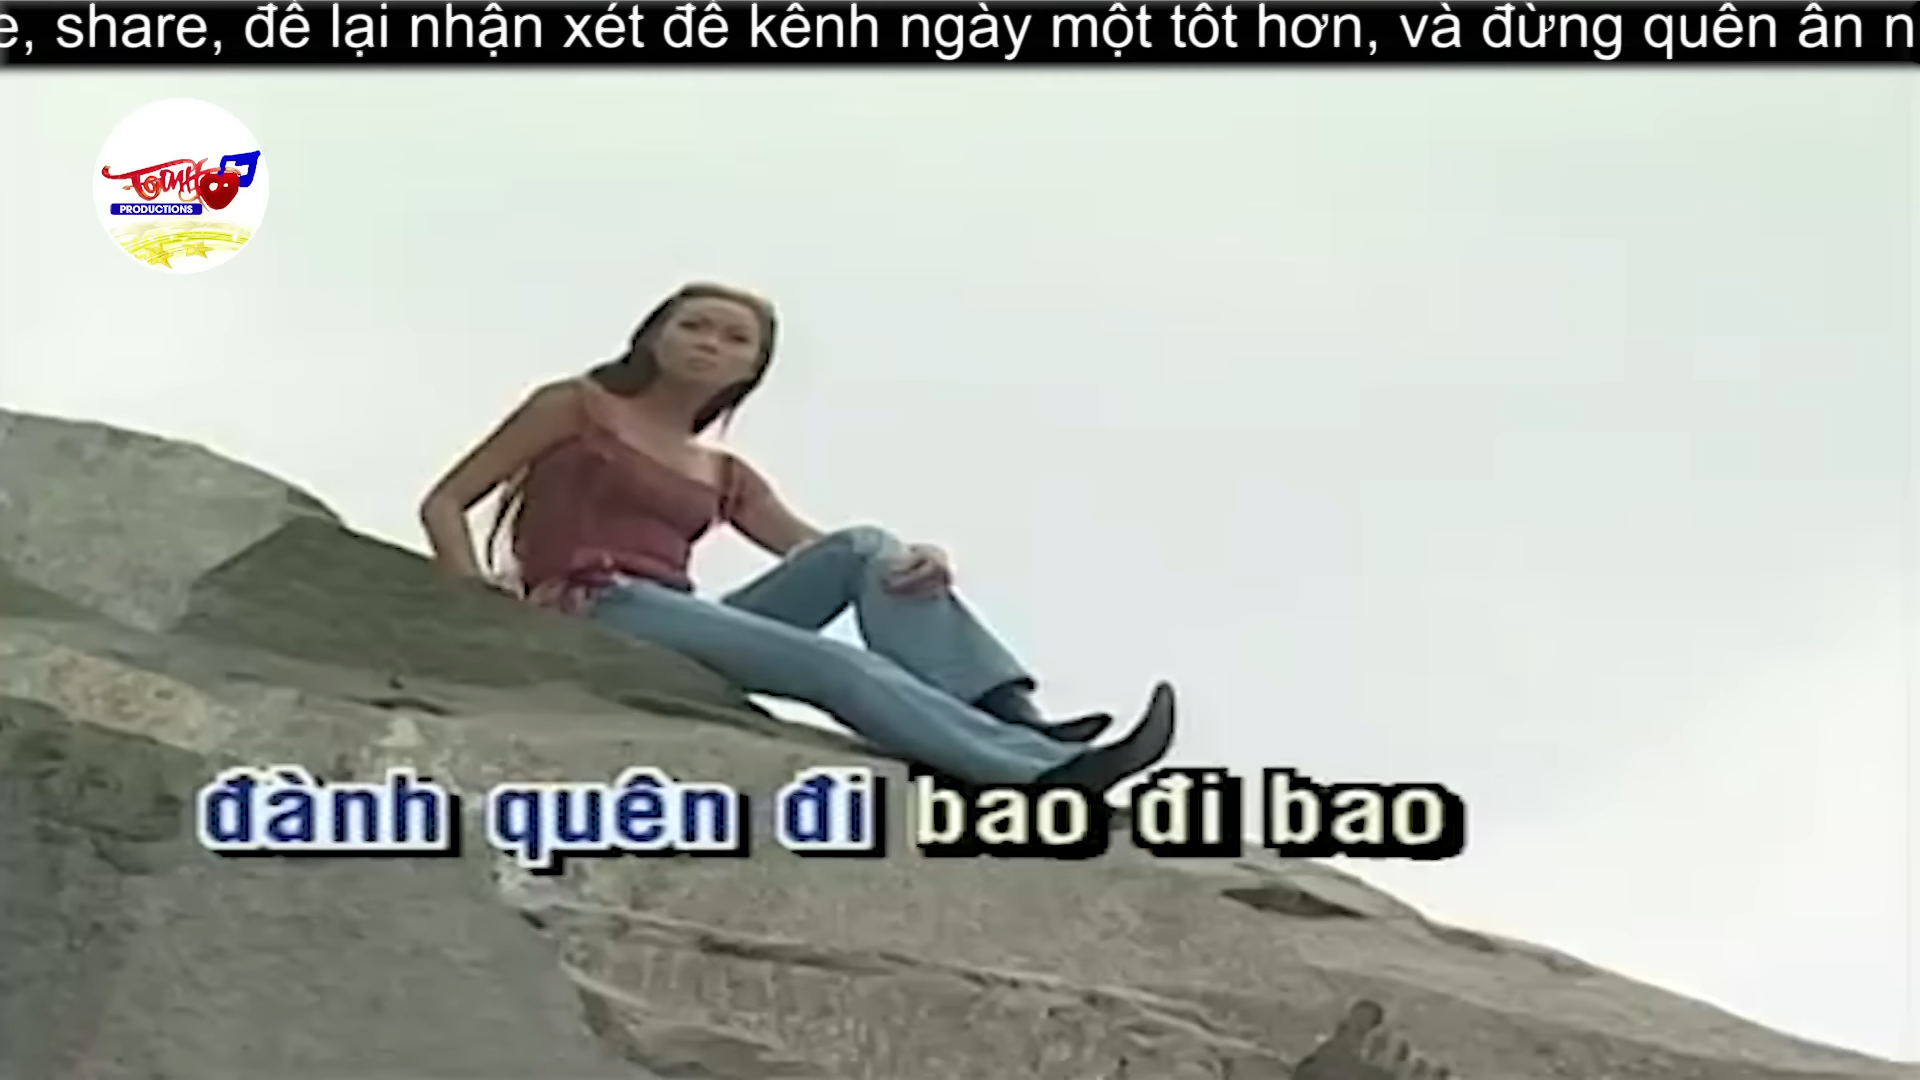 share, để lại nhận xét để kênh ngày một tốt hơn, và đừng quên ấn
PRODUCTIONS
đành quên đi bao đi bao